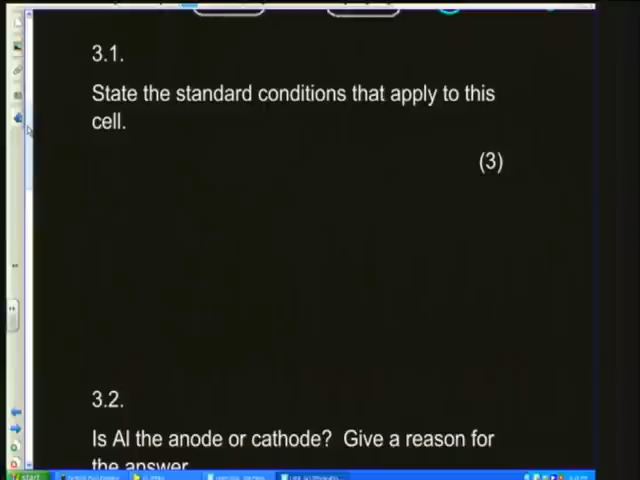 3.1.
State the standard conditions that apply to this
cell.
(3)
3.2.
Is Al the anode or cathode? Give a reason for
the answer
start